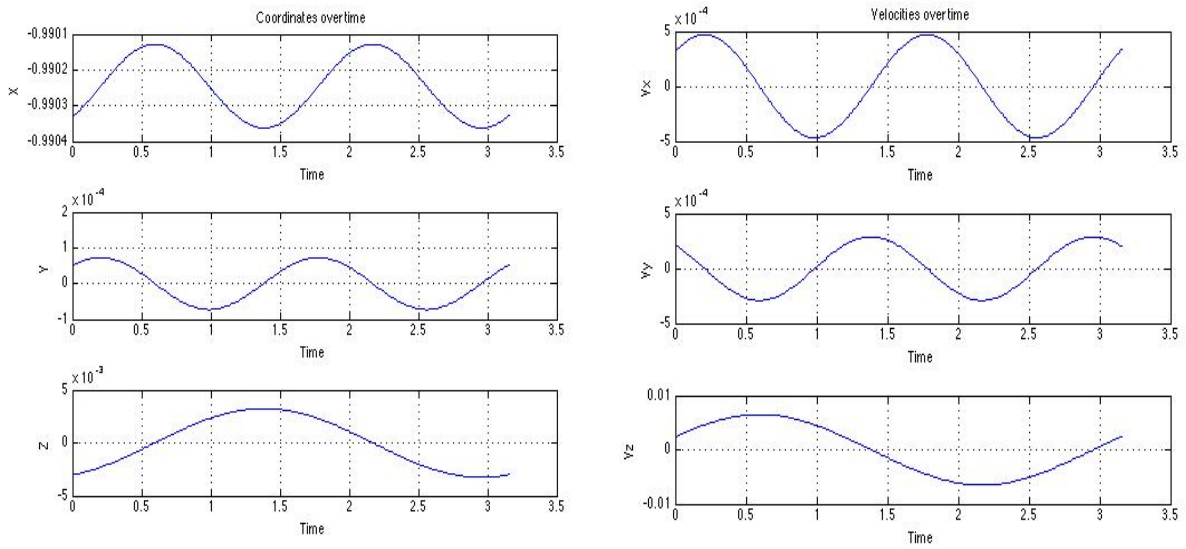 Coordinates overtime
-0.9901
-0.9902
-0.9903
-0.9904
X
0 0.5 1 1.5 2 2.5 3 3.5
Time
x 10^-4
2
1
0
-1
Y
0 0.5 1 1.5 2 2.5 3 3.5
Time
x 10^-3
5
0
-5
Z
0 0.5 1 1.5 2 2.5 3 3.5
Time
Velocities overtime
x 10^-4
5
0
-5
Vx
0 0.5 1 1.5 2 2.5 3 3.5
Time
x 10^-4
5
0
-5
Vy
0 0.5 1 1.5 2 2.5 3 3.5
Time
0.01
0
-0.01
Vz
0 0.5 1 1.5 2 2.5 3 3.5
Time